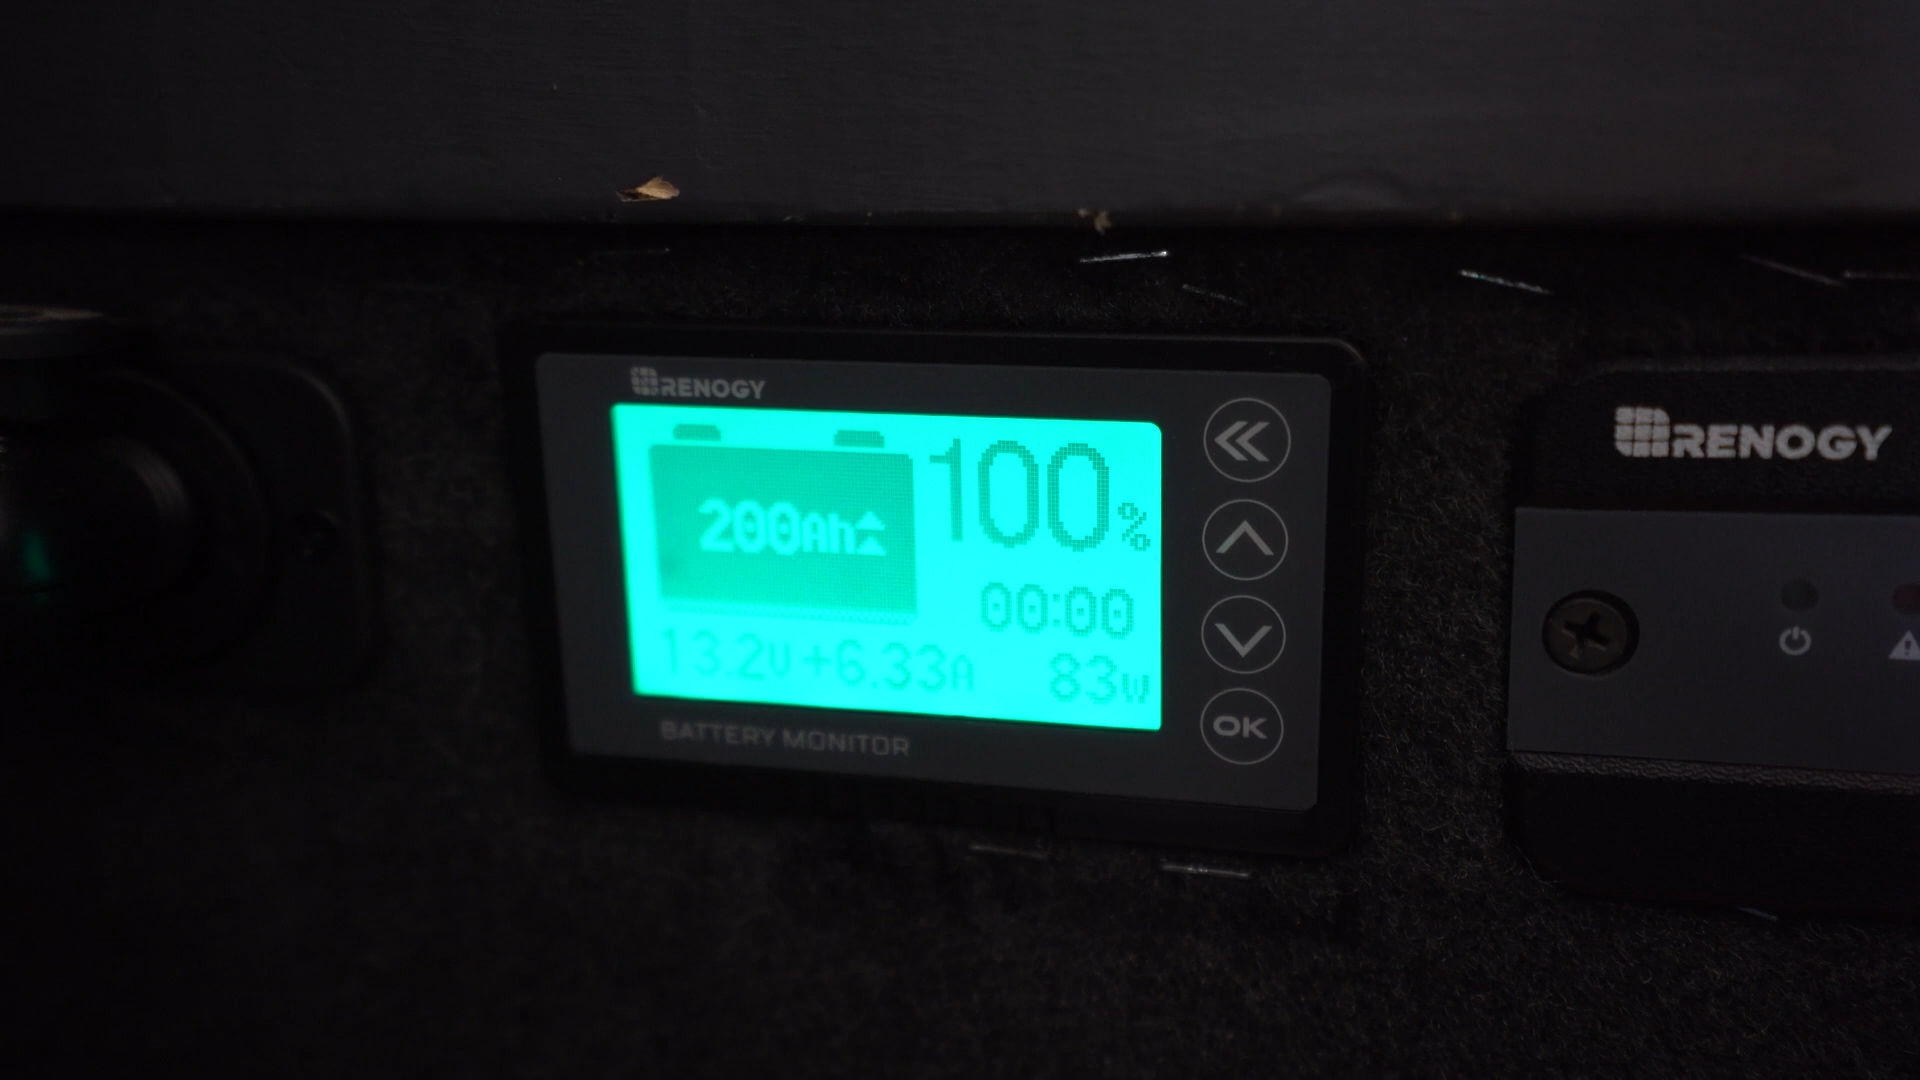 RENOGY
200Ah
100%
00:00
13.2V +6.33A 83W
BATTERY MONITOR
OK
RENOGY